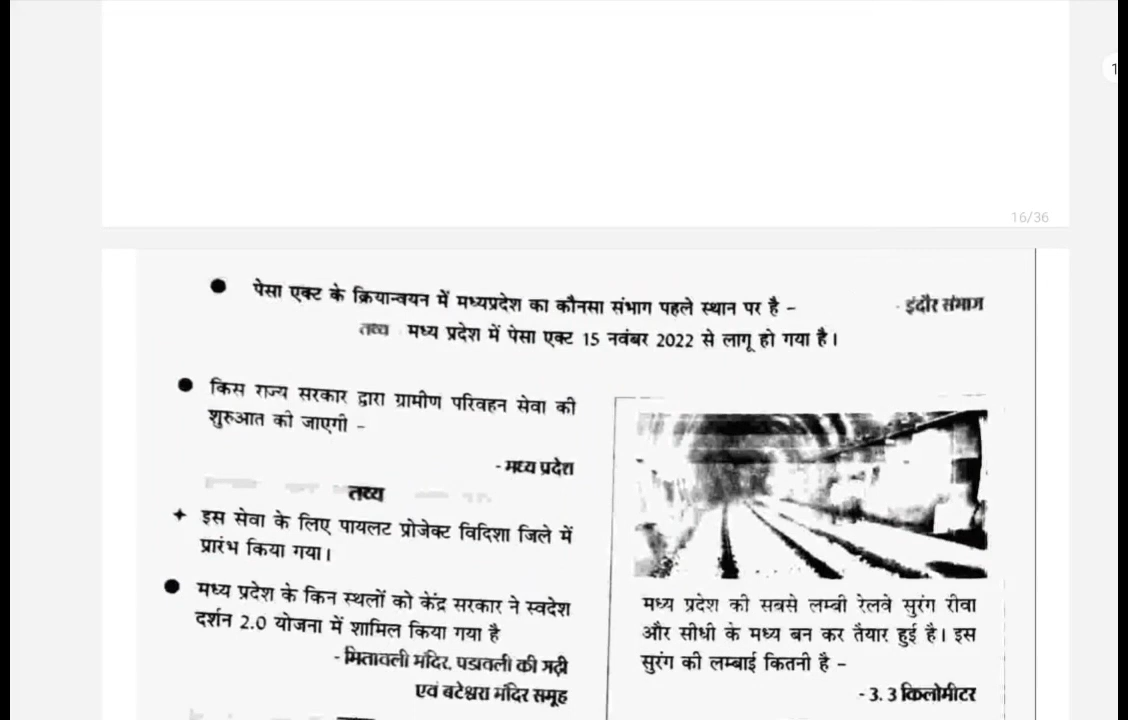 1
16/36
● पेसा एक्ट के क्रियान्वयन में मध्यप्रदेश का कौनसा संभाग पहले स्थान पर है –
- इंदौर संभाग
तथ्य मध्य प्रदेश में पेसा एक्ट 15 नवंबर 2022 से लागू हो गया है।
● किस राज्य सरकार द्वारा ग्रामीण परिवहन सेवा की
शुरुआत की जाएगी –
- मध्य प्रदेश
तथ्य
+ इस सेवा के लिए पायलट प्रोजेक्ट विदिशा जिले में
प्रारंभ किया गया।
● मध्य प्रदेश के किन स्थलों को केंद्र सरकार ने स्वदेश
दर्शन 2.0 योजना में शामिल किया गया है
- मितावली मंदिर, पडावली की गढ़ी
एवं बटेश्वरा मंदिर समूह
मध्य प्रदेश की सबसे लम्बी रेलवे सुरंग रीवा
और सीधी के मध्य बन कर तैयार हुई है। इस
सुरंग की लम्बाई कितनी है –
- 3. 3 किलोमीटर